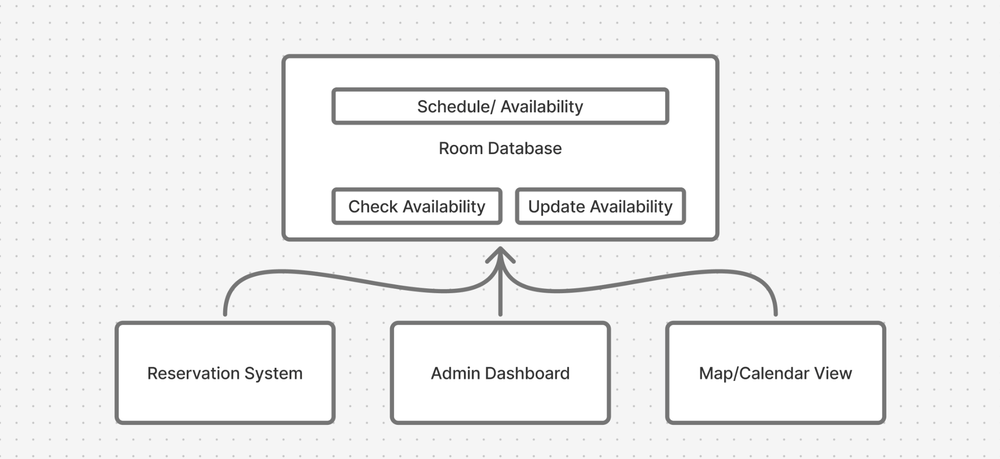 Schedule/ Availability
Room Database
Check Availability
Update Availability
Reservation System
Admin Dashboard
Map/Calendar View